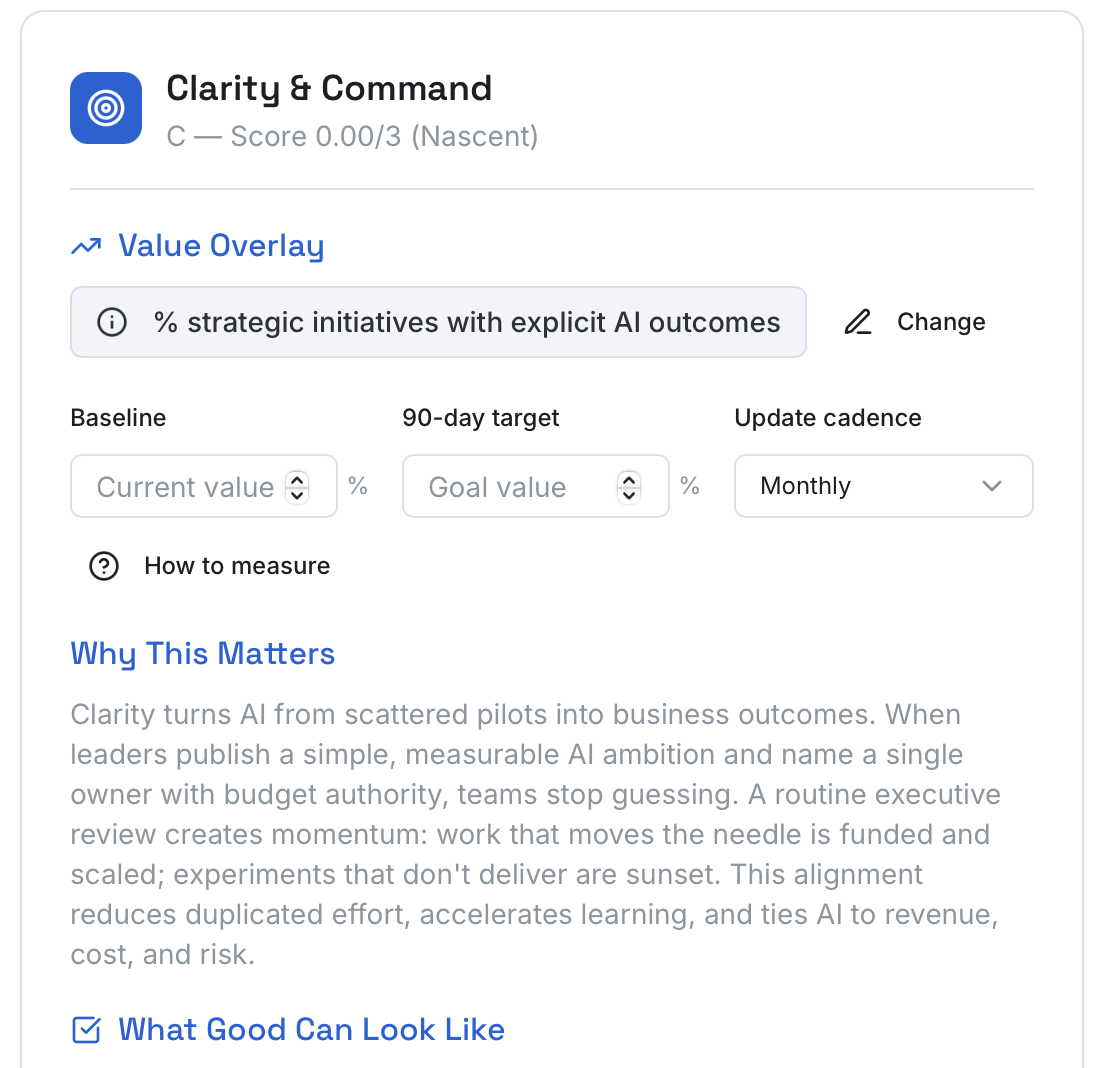 Clarity & Command
C — Score 0.00/3 (Nascent)
Value Overlay
% strategic initiatives with explicit AI outcomes
Change
Baseline
90-day target
Update cadence
Current value
%
Goal value
%
Monthly
How to measure
Why This Matters
Clarity turns AI from scattered pilots into business outcomes. When
leaders publish a simple, measurable AI ambition and name a single
owner with budget authority, teams stop guessing. A routine executive
review creates momentum: work that moves the needle is funded and
scaled; experiments that don't deliver are sunset. This alignment
reduces duplicated effort, accelerates learning, and ties AI to revenue,
cost, and risk.
What Good Can Look Like